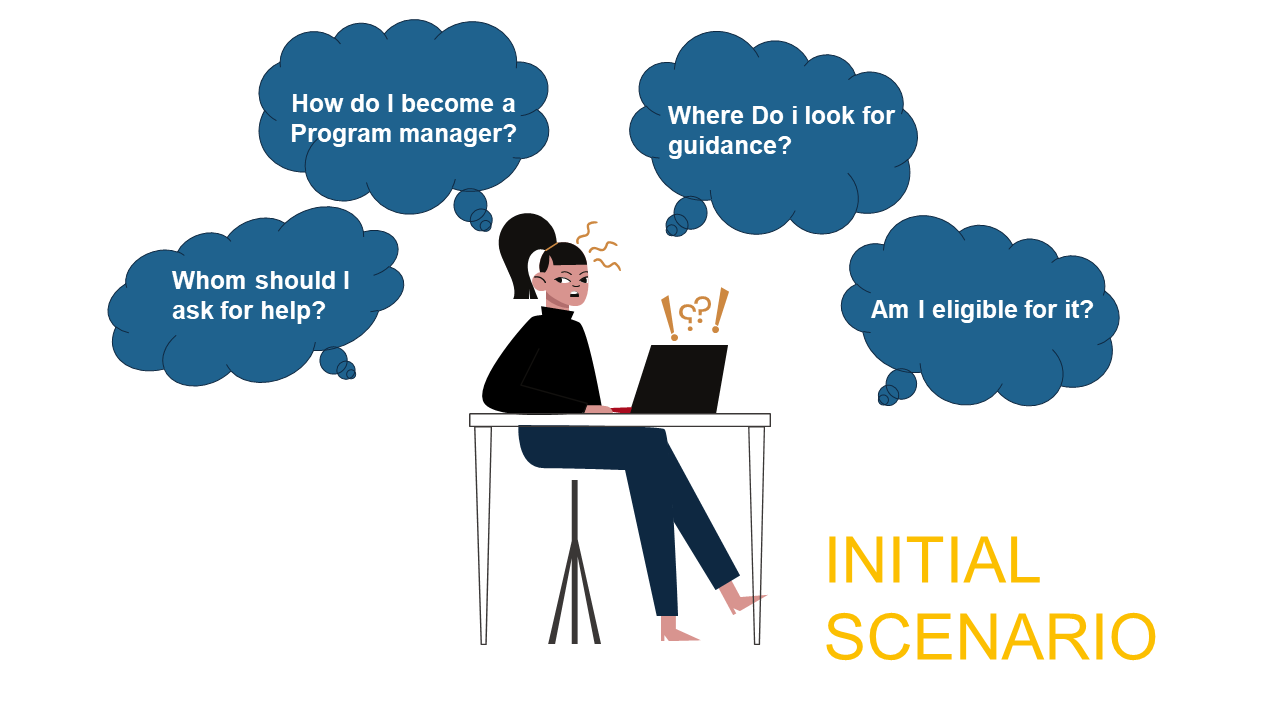 How do I become a
Program manager?
Where Do i look for
guidance?
Whom should I
ask for help?
Am I eligible for it?
!??!
INITIAL
SCENARIO